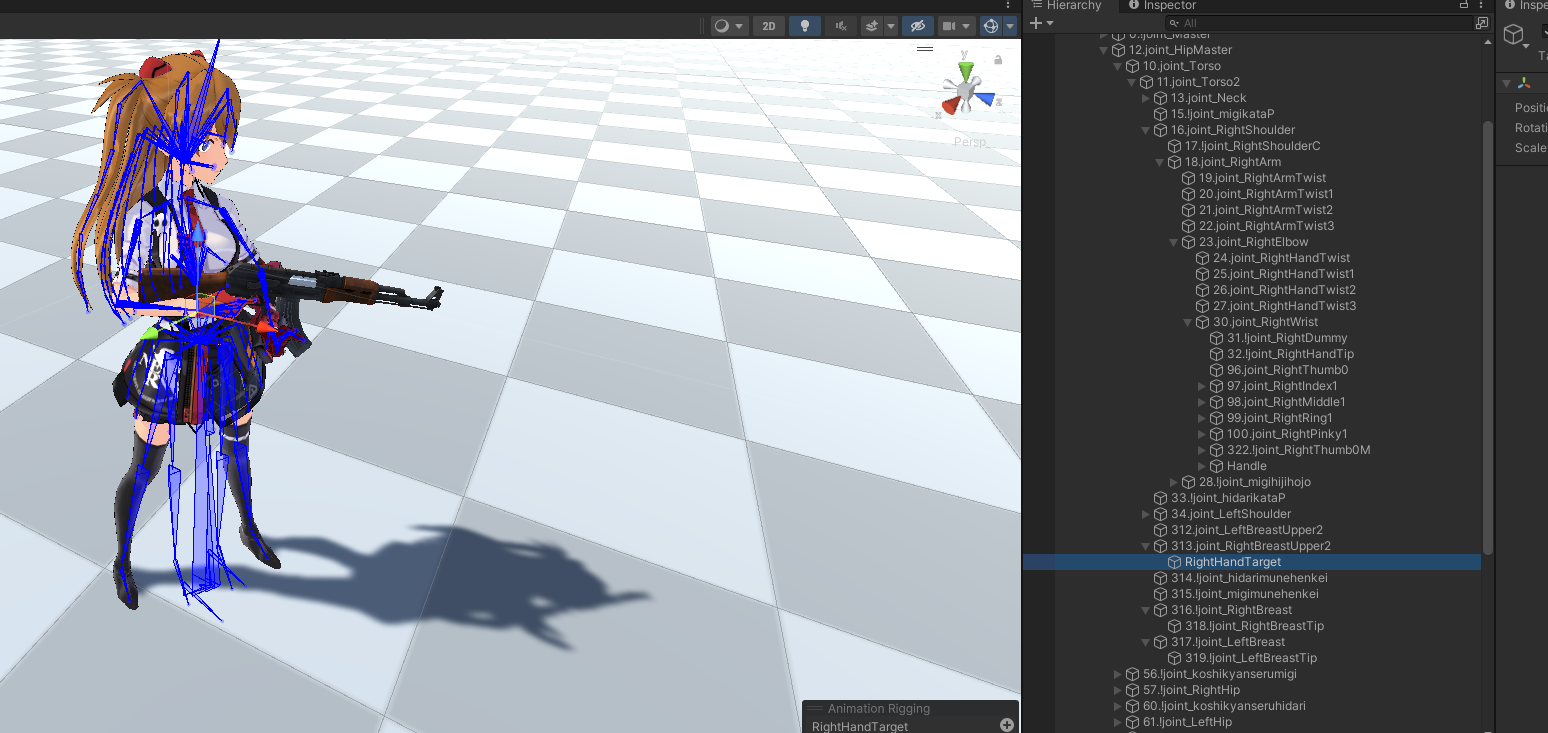 Hierarchy
Inspector
Inspe
2D
All
0.!joint_Master
12.joint_HipMaster
10.joint_Torso
11.joint_Torso2
13.joint_Neck
15.!joint_migikataP
16.joint_RightShoulder
17.!joint_RightShoulderC
18.joint_RightArm
19.joint_RightArmTwist
20.joint_RightArmTwist1
21.joint_RightArmTwist2
22.joint_RightArmTwist3
23.joint_RightElbow
24.joint_RightHandTwist
25.joint_RightHandTwist1
26.joint_RightHandTwist2
27.joint_RightHandTwist3
30.joint_RightWrist
31.!joint_RightDummy
32.!joint_RightHandTip
96.joint_RightThumb0
97.joint_RightIndex1
98.joint_RightMiddle1
99.joint_RightRing1
100.joint_RightPinky1
322.!joint_RightThumb0M
Handle
28.!joint_migihijihojo
33.!joint_hidarikataP
34.joint_LeftShoulder
312.joint_LeftBreastUpper2
313.joint_RightBreastUpper2
RightHandTarget
314.!joint_hidarimunehenkei
315.!joint_migimunehenkei
316.!joint_RightBreast
318.!joint_RightBreastTip
317.!joint_LeftBreast
319.!joint_LeftBreastTip
56.!joint_koshikyanserumigi
57.!joint_RightHip
60.!joint_koshikyanseruhidari
61.!joint_LeftHip
Positi
Rotati
Scale
y
x
z
Persp
Animation Rigging
RightHandTarget